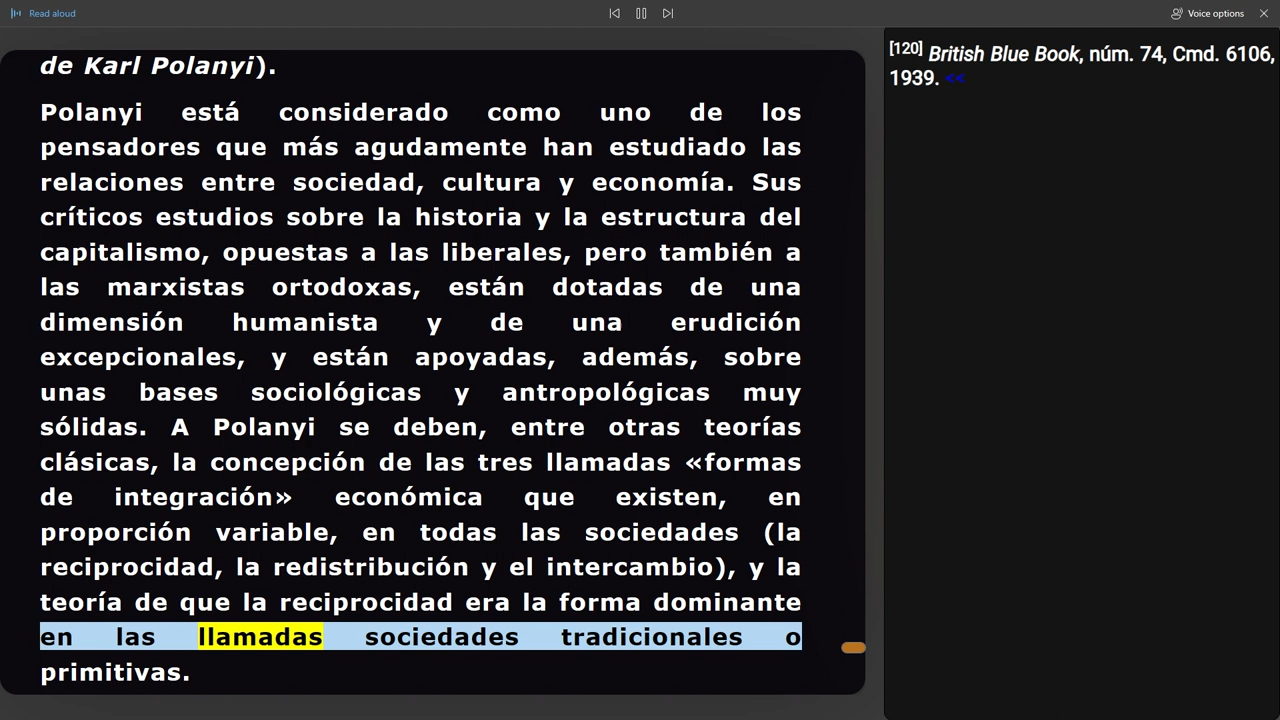 Read aloud
Voice options
de Karl Polanyi).
Polanyi está considerado como uno de los
pensadores que más agudamente han estudiado las
relaciones entre sociedad, cultura y economía. Sus
críticos estudios sobre la historia y la estructura del
capitalismo, opuestas a las liberales, pero también a
las marxistas ortodoxas, están dotadas de una
dimensión humanista y de una erudición
excepcionales, y están apoyadas, además, sobre
unas bases sociológicas y antropológicas muy
sólidas. A Polanyi se deben, entre otras teorías
clásicas, la concepción de las tres llamadas «formas
de integración» económica que existen, en
proporción variable, en todas las sociedades (la
reciprocidad, la redistribución y el intercambio), y la
teoría de que la reciprocidad era la forma dominante
en las llamadas sociedades tradicionales o
primitivas.
[120] British Blue Book, núm. 74, Cmd. 6106,
1939. <<